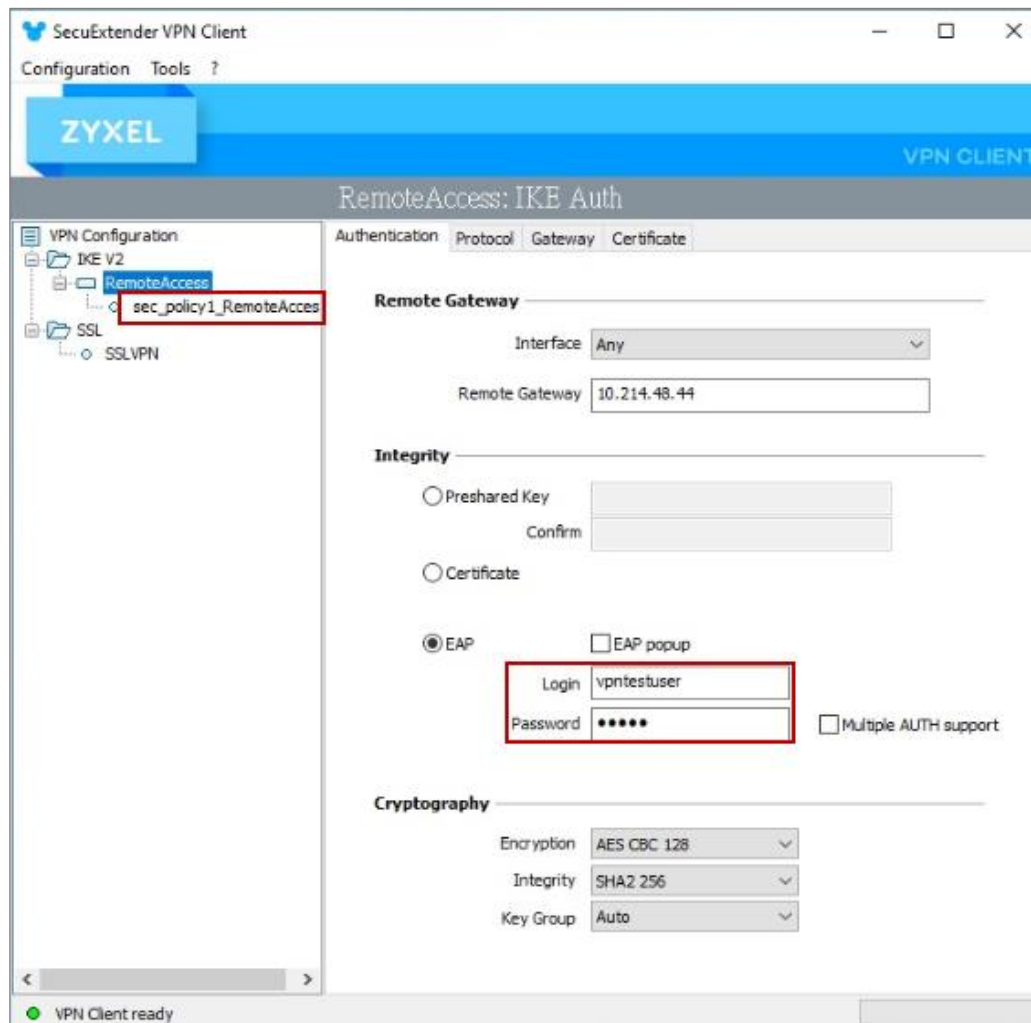 SecuExtender VPN Client
Configuration Tools ?
ZYXEL
VPN CLIENT
RemoteAccess: IKE Auth
VPN Configuration
IKE V2
RemoteAccess
sec_policy1_RemoteAcces
SSL
SSLVPN
Authentication Protocol Gateway Certificate
Remote Gateway
Interface Any
Remote Gateway 10.214.48.44
Integrity
Preshared Key
Confirm
Certificate
EAP EAP popup
Login vpntestuser
Password •••••
Multiple AUTH support
Cryptography
Encryption AES CBC 128
Integrity SHA2 256
Key Group Auto
VPN Client ready